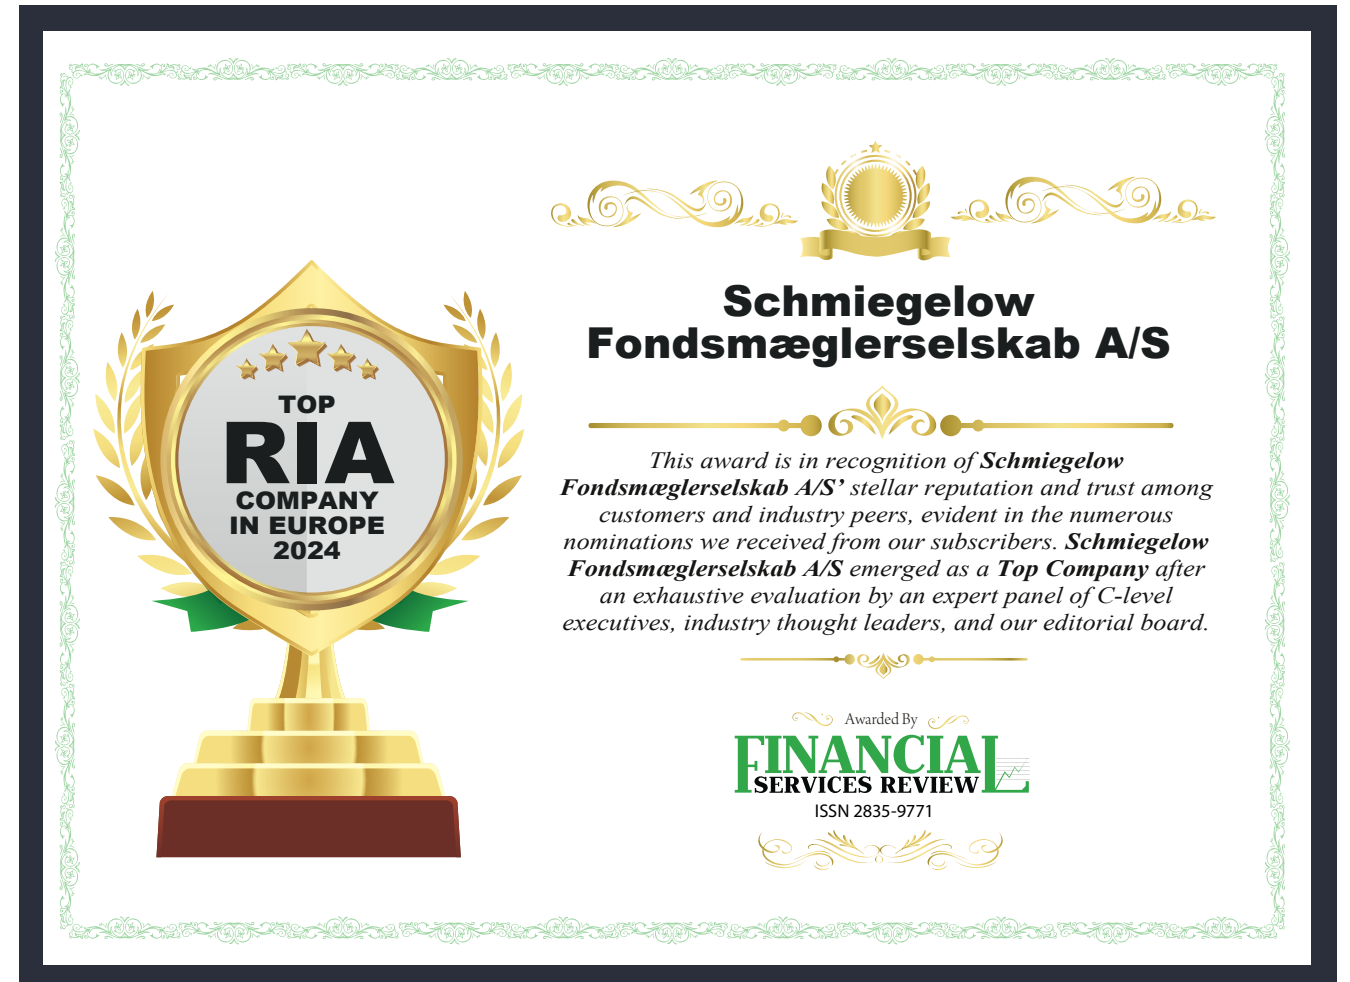 Schmiegelow
Fondsmæglerselskab A/S
TOP
RIA
COMPANY
IN EUROPE
2024
This award is in recognition of Schmiegelow
Fondsmæglerselskab A/S’ stellar reputation and trust among
customers and industry peers, evident in the numerous
nominations we received from our subscribers. Schmiegelow
Fondsmæglerselskab A/S emerged as a Top Company after
an exhaustive evaluation by an expert panel of C-level
executives, industry thought leaders, and our editorial board.
Awarded By
FINANCIAL
SERVICES REVIEW
ISSN 2835-9771